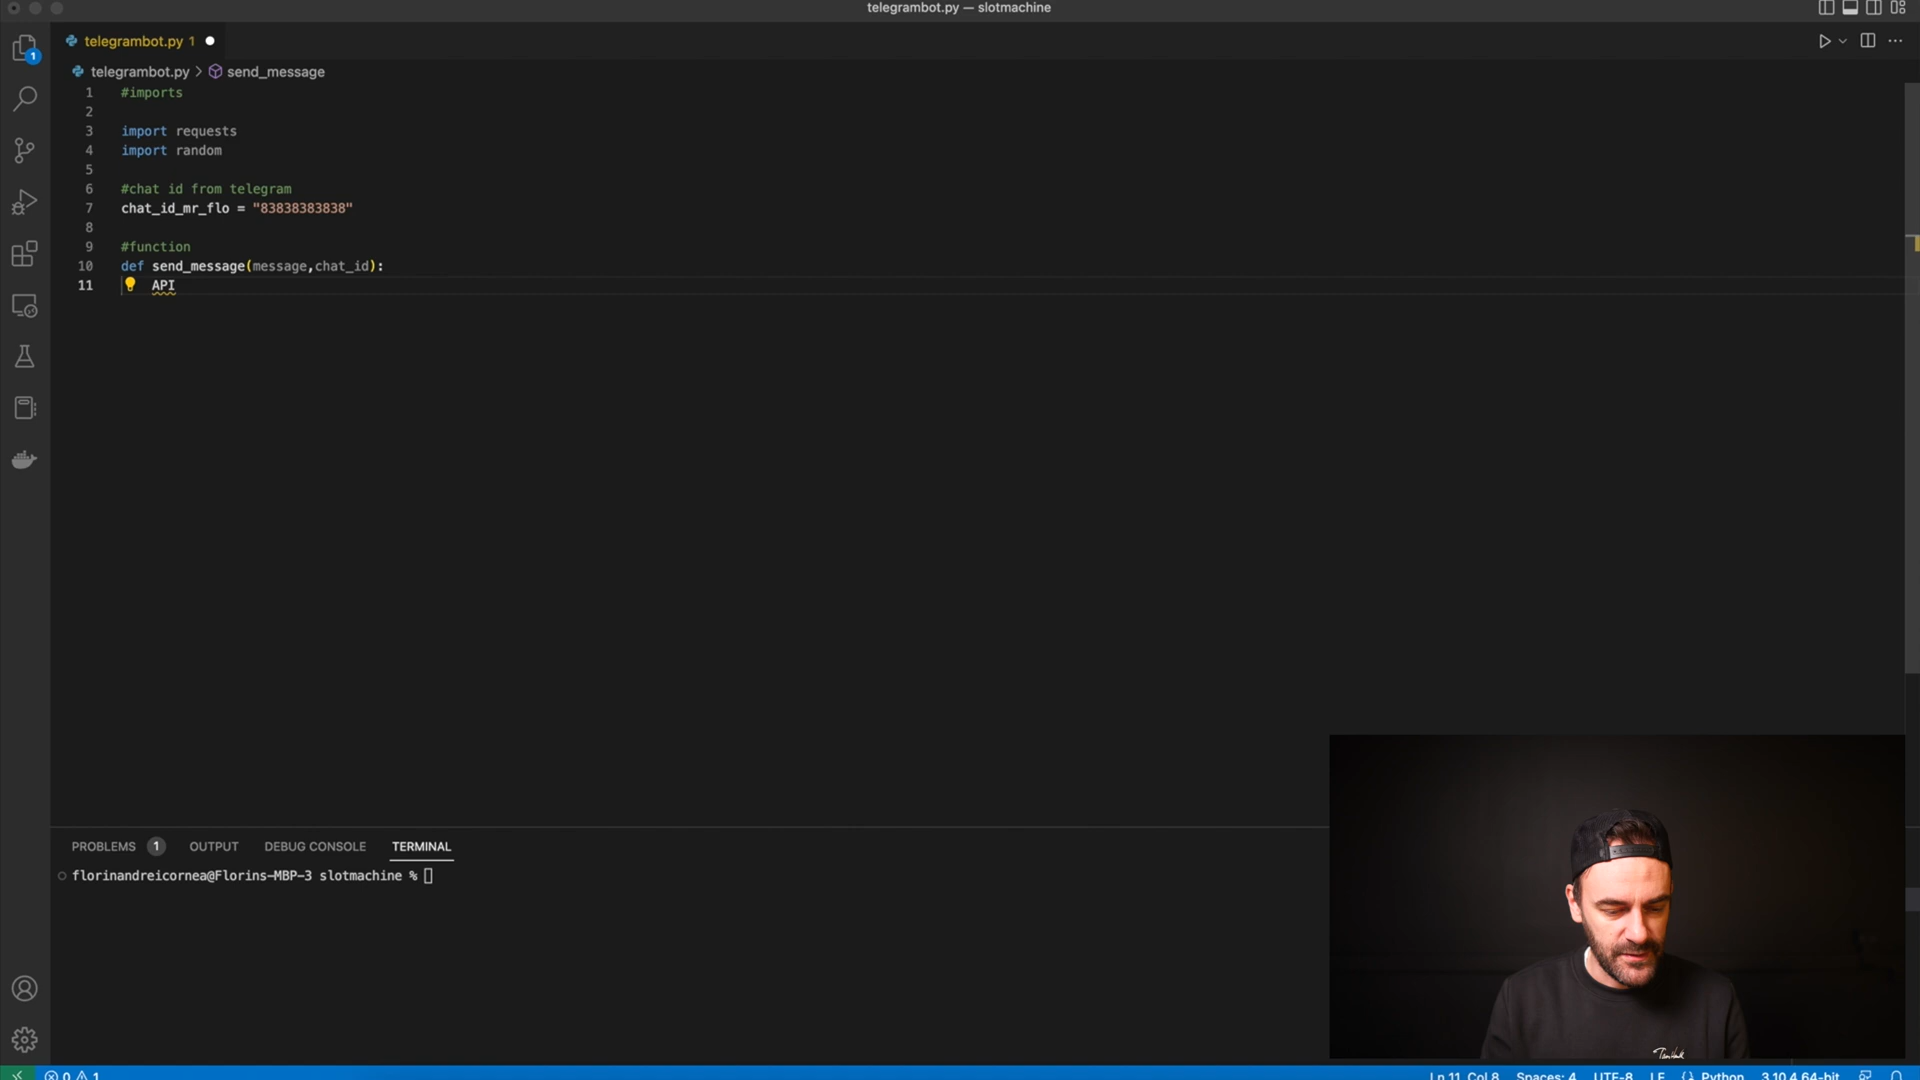 telegrambot.py — slotmachine
1
telegrambot.py 1
telegrambot.py > send_message
1 #imports
2
3 import requests
4 import random
5
6 #chat id from telegram
7 chat_id_mr_flo = "83838383838"
8
9 #function
10 def send_message(message,chat_id):
11 API
PROBLEMS 1 OUTPUT DEBUG CONSOLE TERMINAL
florinandreicornea@Florins-MBP-3 slotmachine %
0 1 Ln 11, Col 8 Spaces: 4 UTF-8 LF {} Python 3.10.4 64-bit